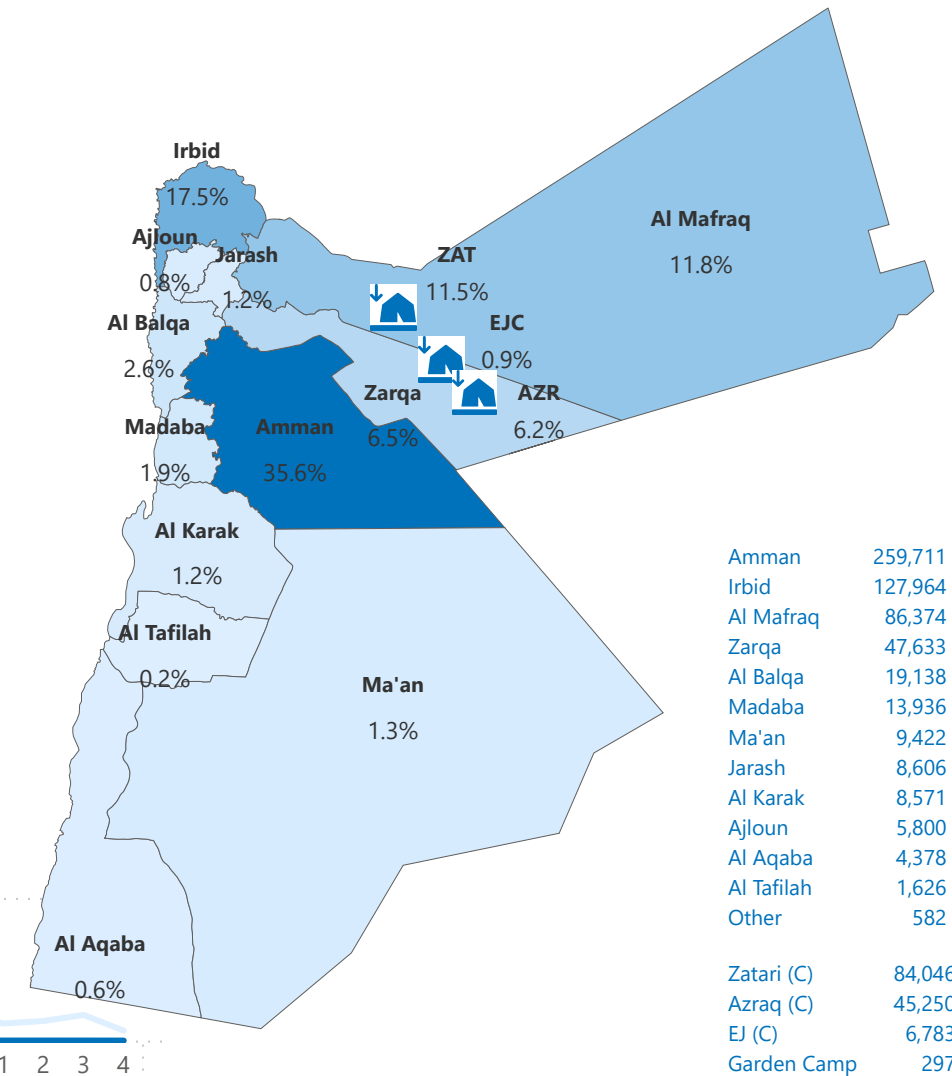 Irbid
17.5%
Ajloun
0.8%
Jarash
1.2%
ZAT
11.5%
Al Mafraq
11.8%
Al Balqa
2.6%
EJC
0.9%
Zarqa
6.5%
AZR
6.2%
Madaba
1.9%
Amman
35.6%
Al Karak
1.2%
Al Tafilah
0.2%
Ma'an
1.3%
Al Aqaba
0.6%
1 2 3 4
Amman 259,711
Irbid 127,964
Al Mafraq 86,374
Zarqa 47,633
Al Balqa 19,138
Madaba 13,936
Ma'an 9,422
Jarash 8,606
Al Karak 8,571
Ajloun 5,800
Al Aqaba 4,378
Al Tafilah 1,626
Other 582
Zatari (C) 84,046
Azraq (C) 45,250
EJ (C) 6,783
Garden Camp 297